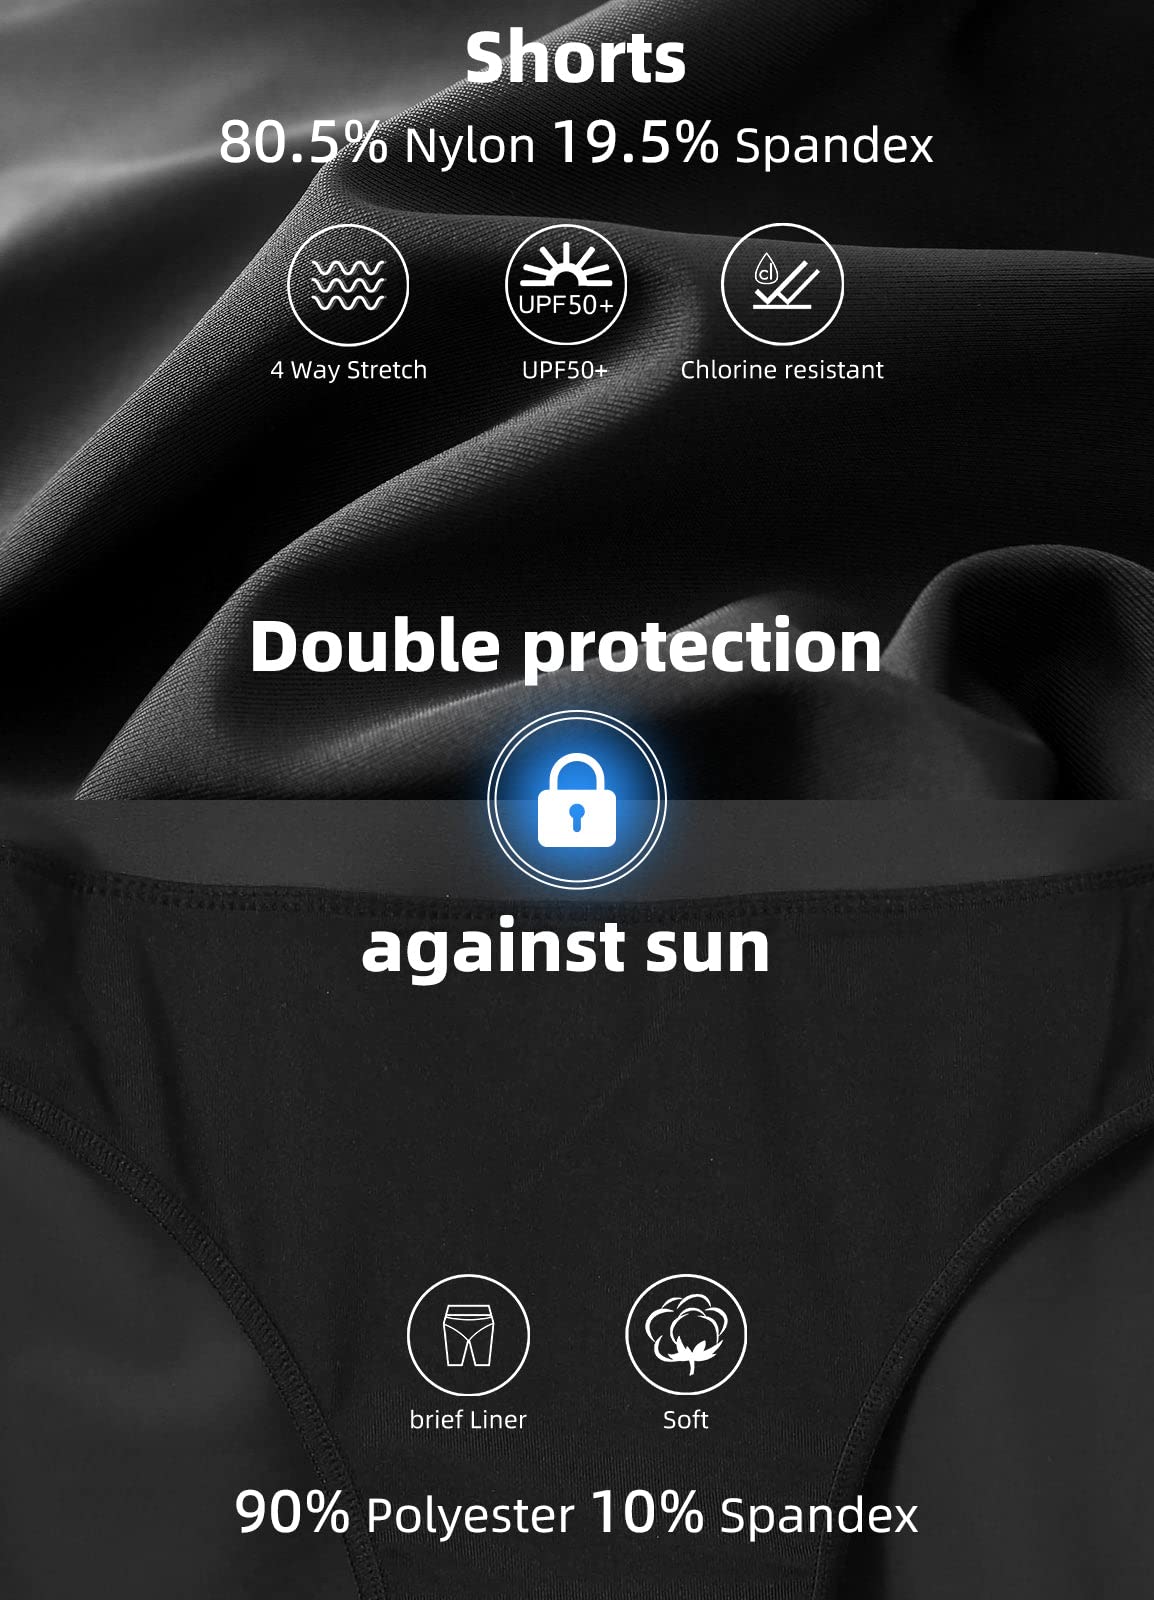 Shorts
80.5% Nylon 19.5% Spandex
UPF50+
cl
4 Way Stretch
UPF50+
Chlorine resistant
Double protection
against sun
brief Liner
Soft
90% Polyester 10% Spandex